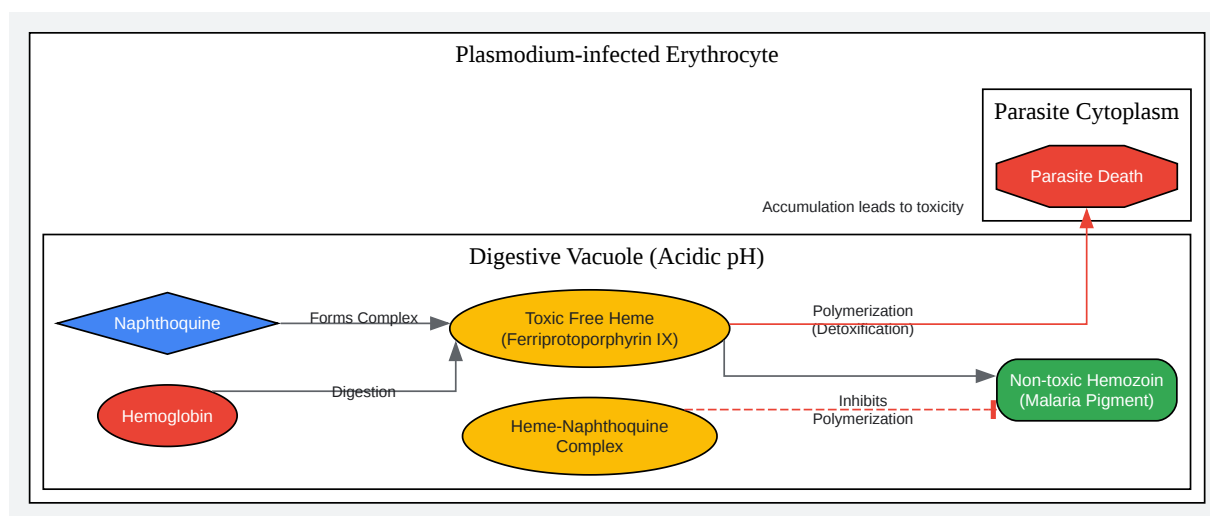 Plasmodium-infected Erythrocyte
Parasite Cytoplasm
Parasite Death
Accumulation leads to toxicity
Digestive Vacuole (Acidic pH)
Naphthoquine
Forms Complex
Toxic Free Heme
(Ferriprotoporphyrin IX)
Polymerization
(Detoxification)
Hemoglobin
Digestion
Non-toxic Hemozoin
(Malaria Pigment)
Heme-Naphthoquine
Complex
Inhibits
Polymerization